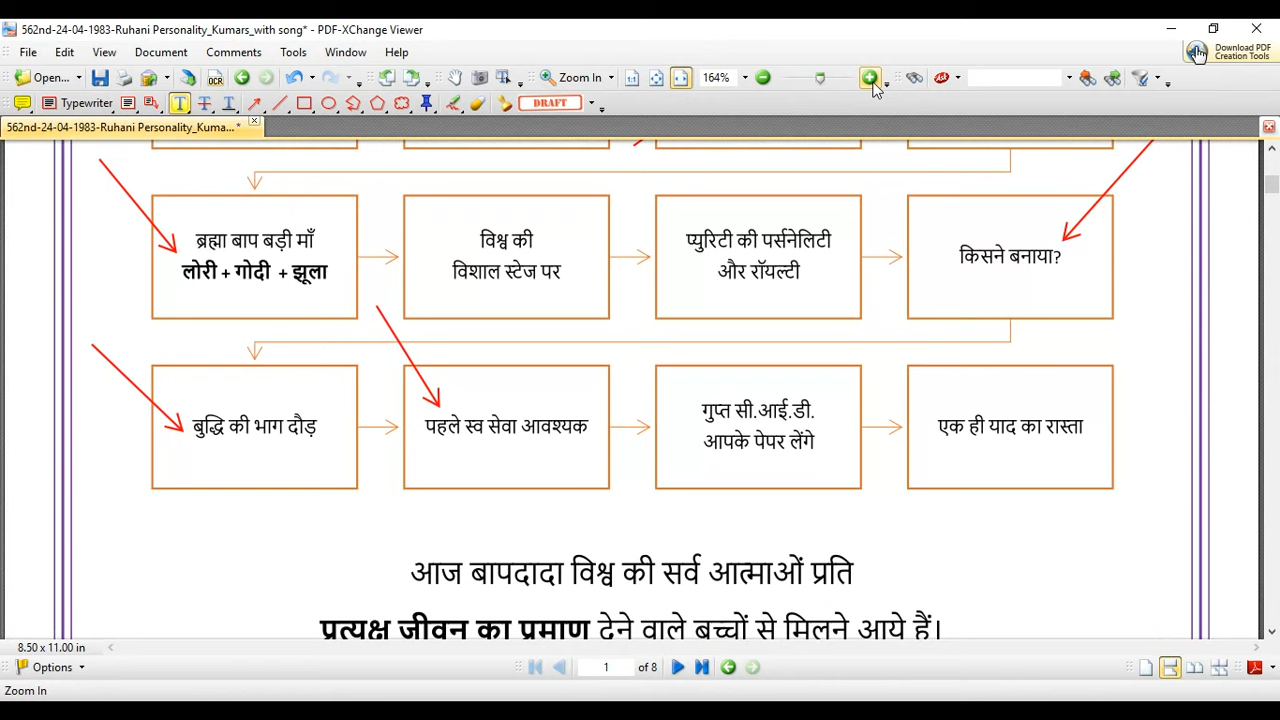 562nd-24-04-1983-Ruhani Personality_Kumars_with song* - PDF-XChange Viewer
File Edit View Document Comments Tools Window Help
Download PDF
Creation Tools
Open... OCR Zoom In 164%
Typewriter DRAFT
562nd-24-04-1983-Ruhani Personality_Kuma... *
ब्रह्मा बाप बड़ी माँ
लोरी + गोदी + झूला
विश्व की
विशाल स्टेज पर
प्युरिटी की पर्सनेलिटी
और रॉयल्टी
किसने बनाया?
बुद्धि की भाग दौड़
पहले स्व सेवा आवश्यक
गुप्त सी.आई.डी.
आपके पेपर लेंगे
एक ही याद का रास्ता
आज बापदादा विश्व की सर्व आत्माओं प्रति
प्रत्यक्ष जीवन का प्रमाण देने वाले बच्चों से मिलने आये हैं।
8.50 x 11.00 in
Options 1 of 8
Zoom In